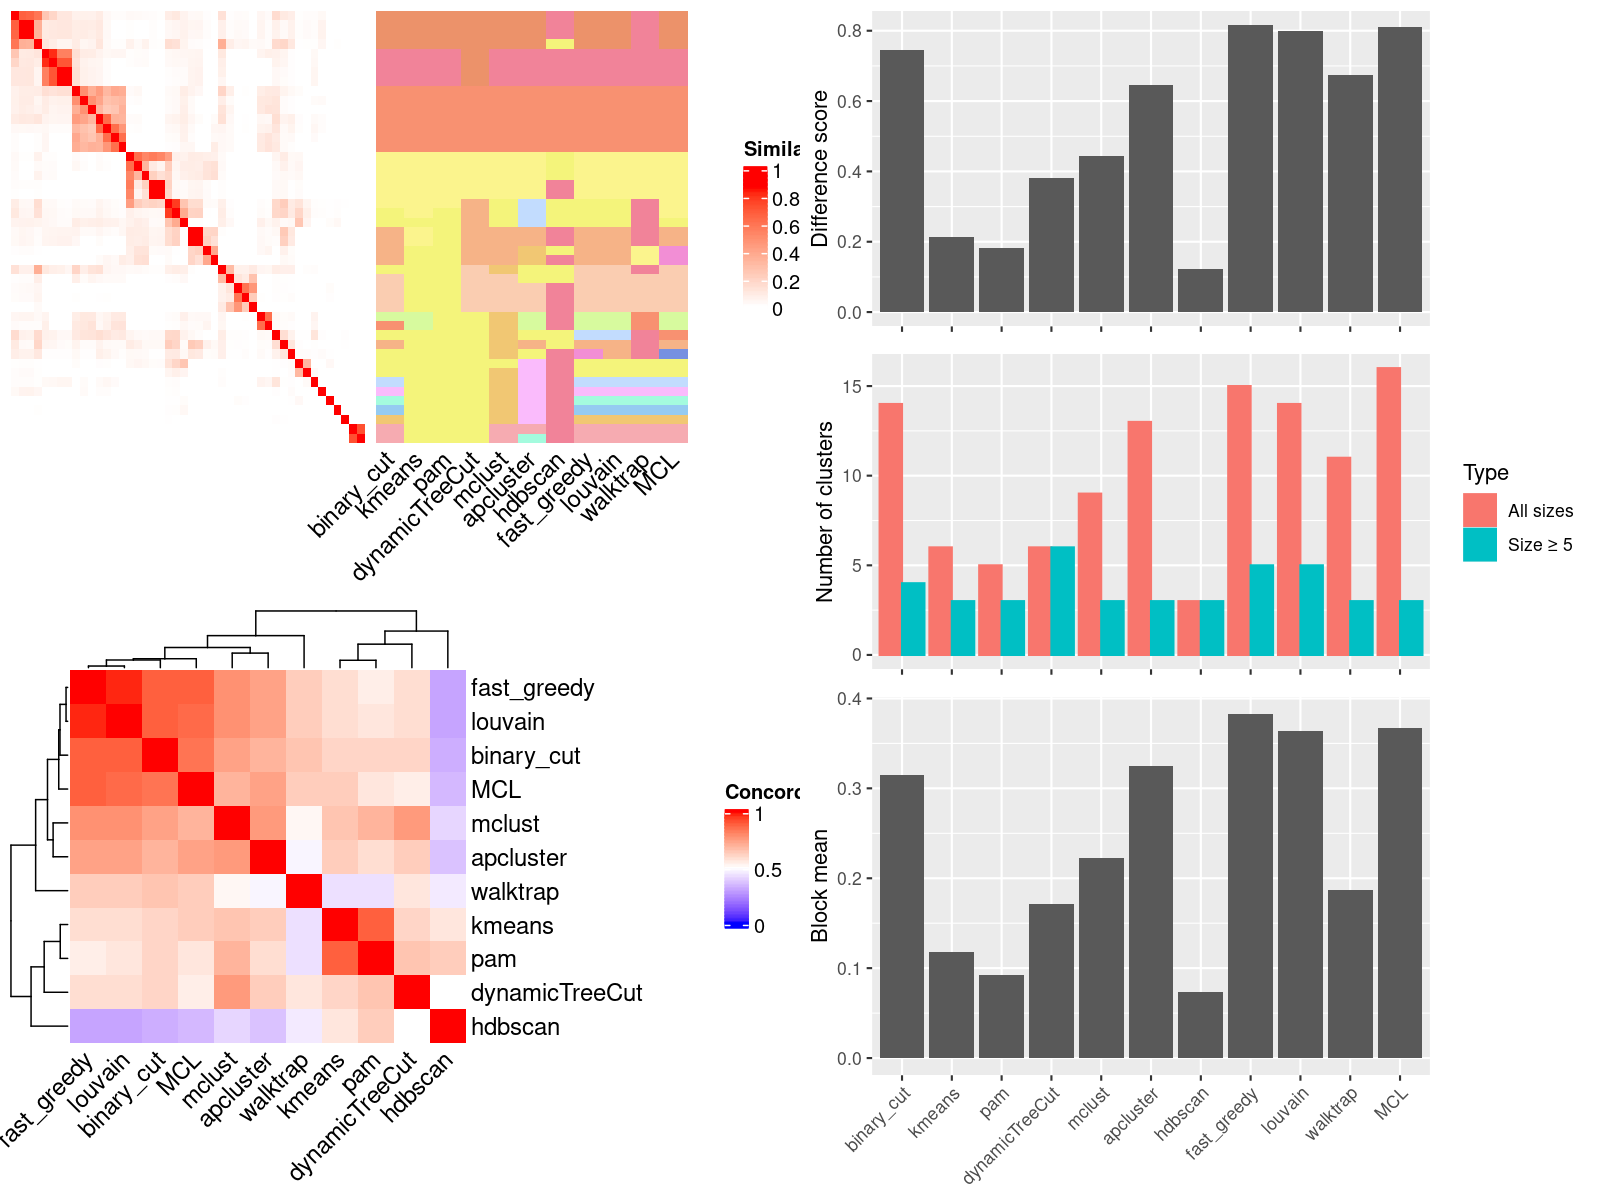 Simila
1
0.8
0.6
0.4
0.2
0
binary_cut
kmeans
pam
dynamicTreeCut
mclust
apcluster
hdbscan
fast_greedy
louvain
walktrap
MCL
fast_greedy
louvain
binary_cut
MCL
mclust
apcluster
walktrap
kmeans
pam
dynamicTreeCut
hdbscan
fast_greedy
louvain
binary_cut
MCL
mclust
apcluster
walktrap
kmeans
pam
dynamicTreeCut
hdbscan
Concord
1
0.5
0
Difference score
0.8
0.6
0.4
0.2
0.0
Number of clusters
15
10
5
0
Type
All sizes
Size ≥ 5
Block mean
0.4
0.3
0.2
0.1
0.0
binary_cut
kmeans
pam
dynamicTreeCut
mclust
apcluster
hdbscan
fast_greedy
louvain
walktrap
MCL